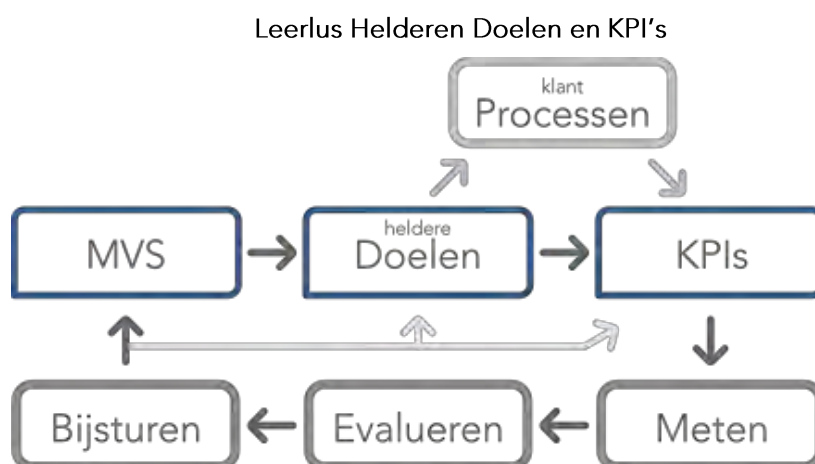 Leerlus Helderen Doelen en KPI's
klant
Processen
MVS
heldere
Doelen
KPIs
Bijsturen
Evalueren
Meten